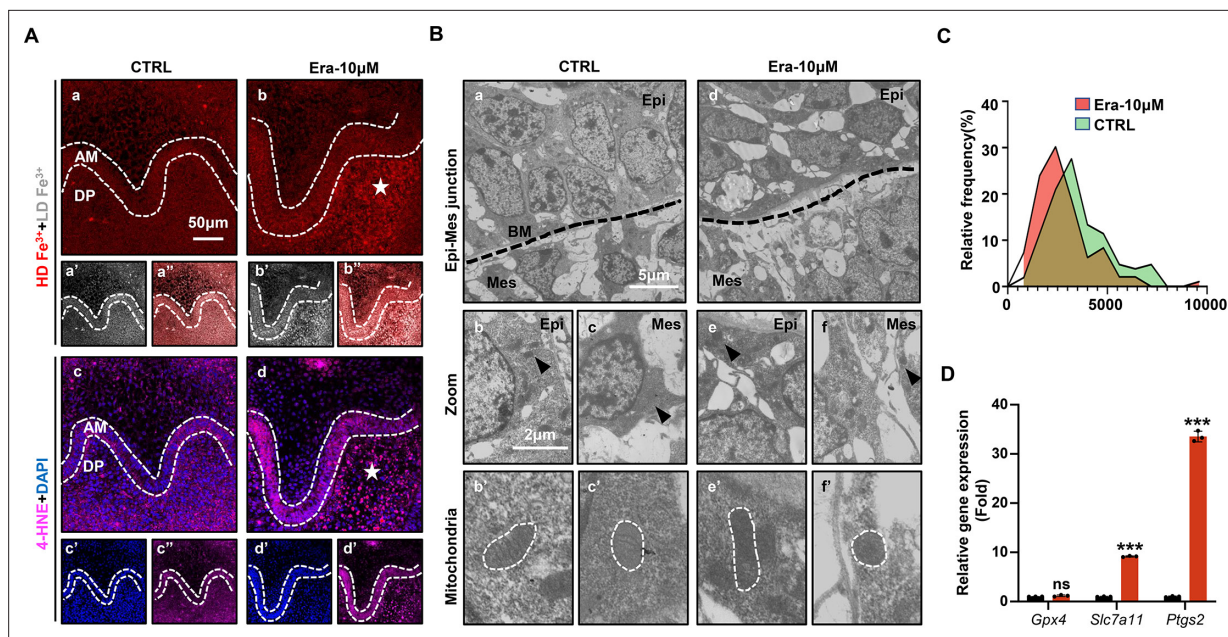 A
CTRL
Era-10μM
HD Fe³⁺+LD Fe³⁺
a
AM
DP
50μm
b
a'
a''
b'
b''
4-HNE+DAPI
c
AM
DP
d
c'
c''
d'
d'
B
CTRL
Era-10μM
Epi-Mes junction
a
Epi
BM
Mes
5μm
d
Epi
Mes
Zoom
b
Epi
2μm
c
Mes
e
Epi
f
Mes
Mitochondria
b'
c'
e'
f'
C
Era-10μM
CTRL
Relative frequency(%)
40
30
20
10
0
0
5000
10000
D
Relative gene expression
(Fold)
40
30
20
10
0
ns
***
***
Gpx4
Slc7a11
Ptgs2